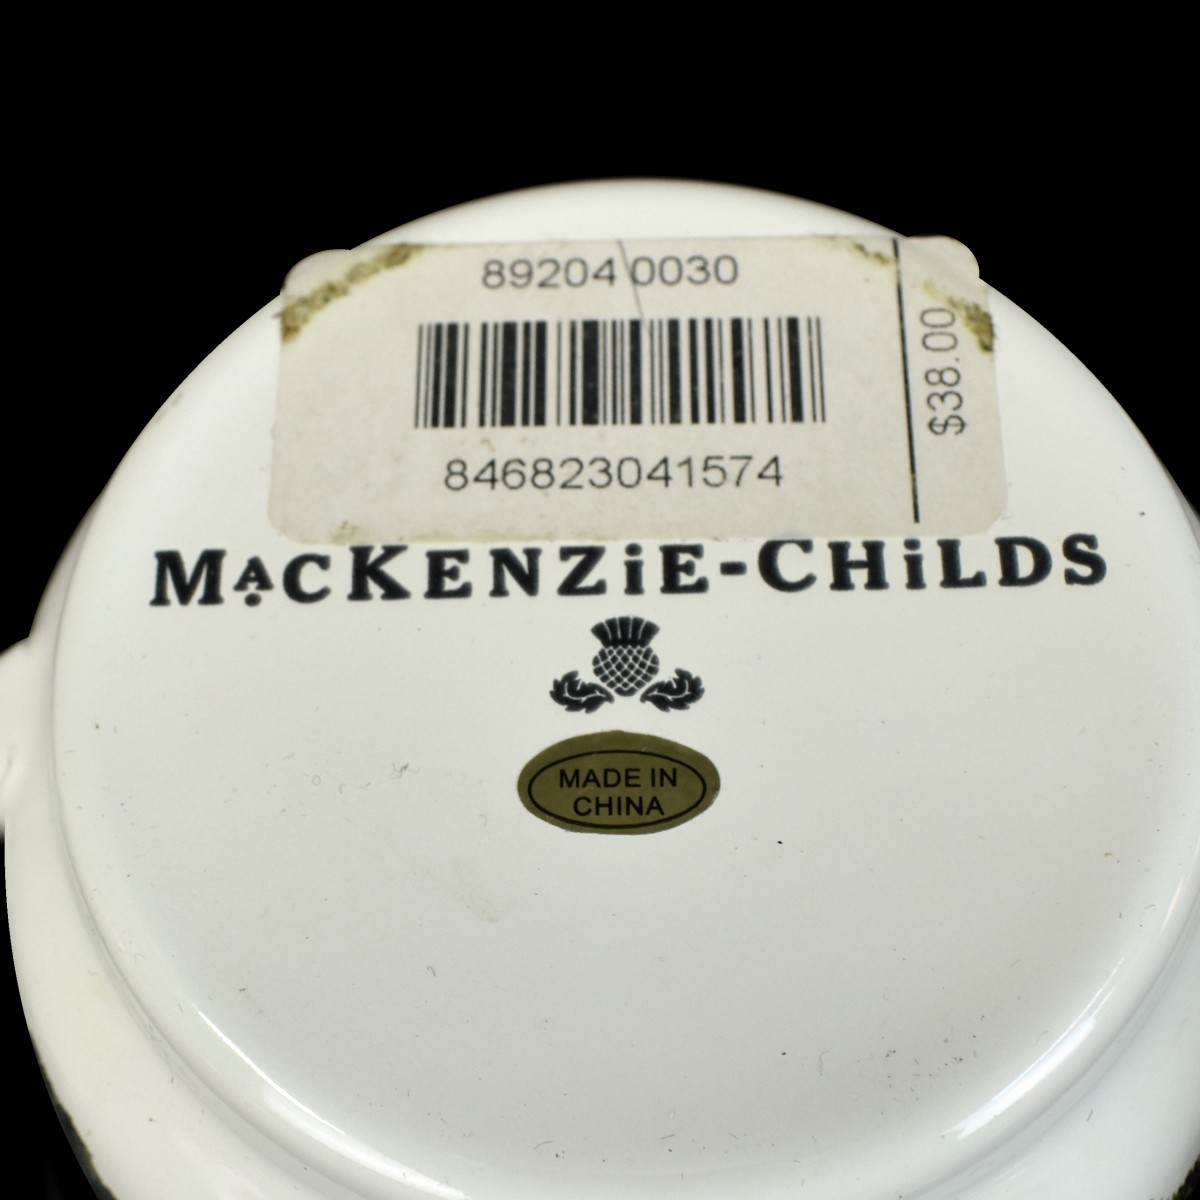 89204 0030
846823041574
$38.00
MACKENZiE-CHiLDS
MADE IN
CHINA